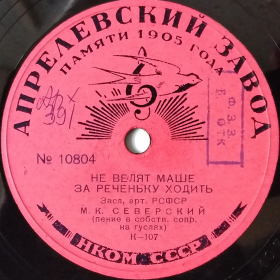 АПРЕЛЕВСКИЙ ЗАВОД
ПАМЯТИ 1905 ГОДА
№ 10804
НЕ ВЕЛЯТ МАШЕ
ЗА РЕЧЕНЬКУ ХОДИТЬ
Засл. арт. РСФСР
М. К. СЕВЕРСКИЙ
(пение в собств. сопр.
на гуслях)
К—107
НКОМ СССР